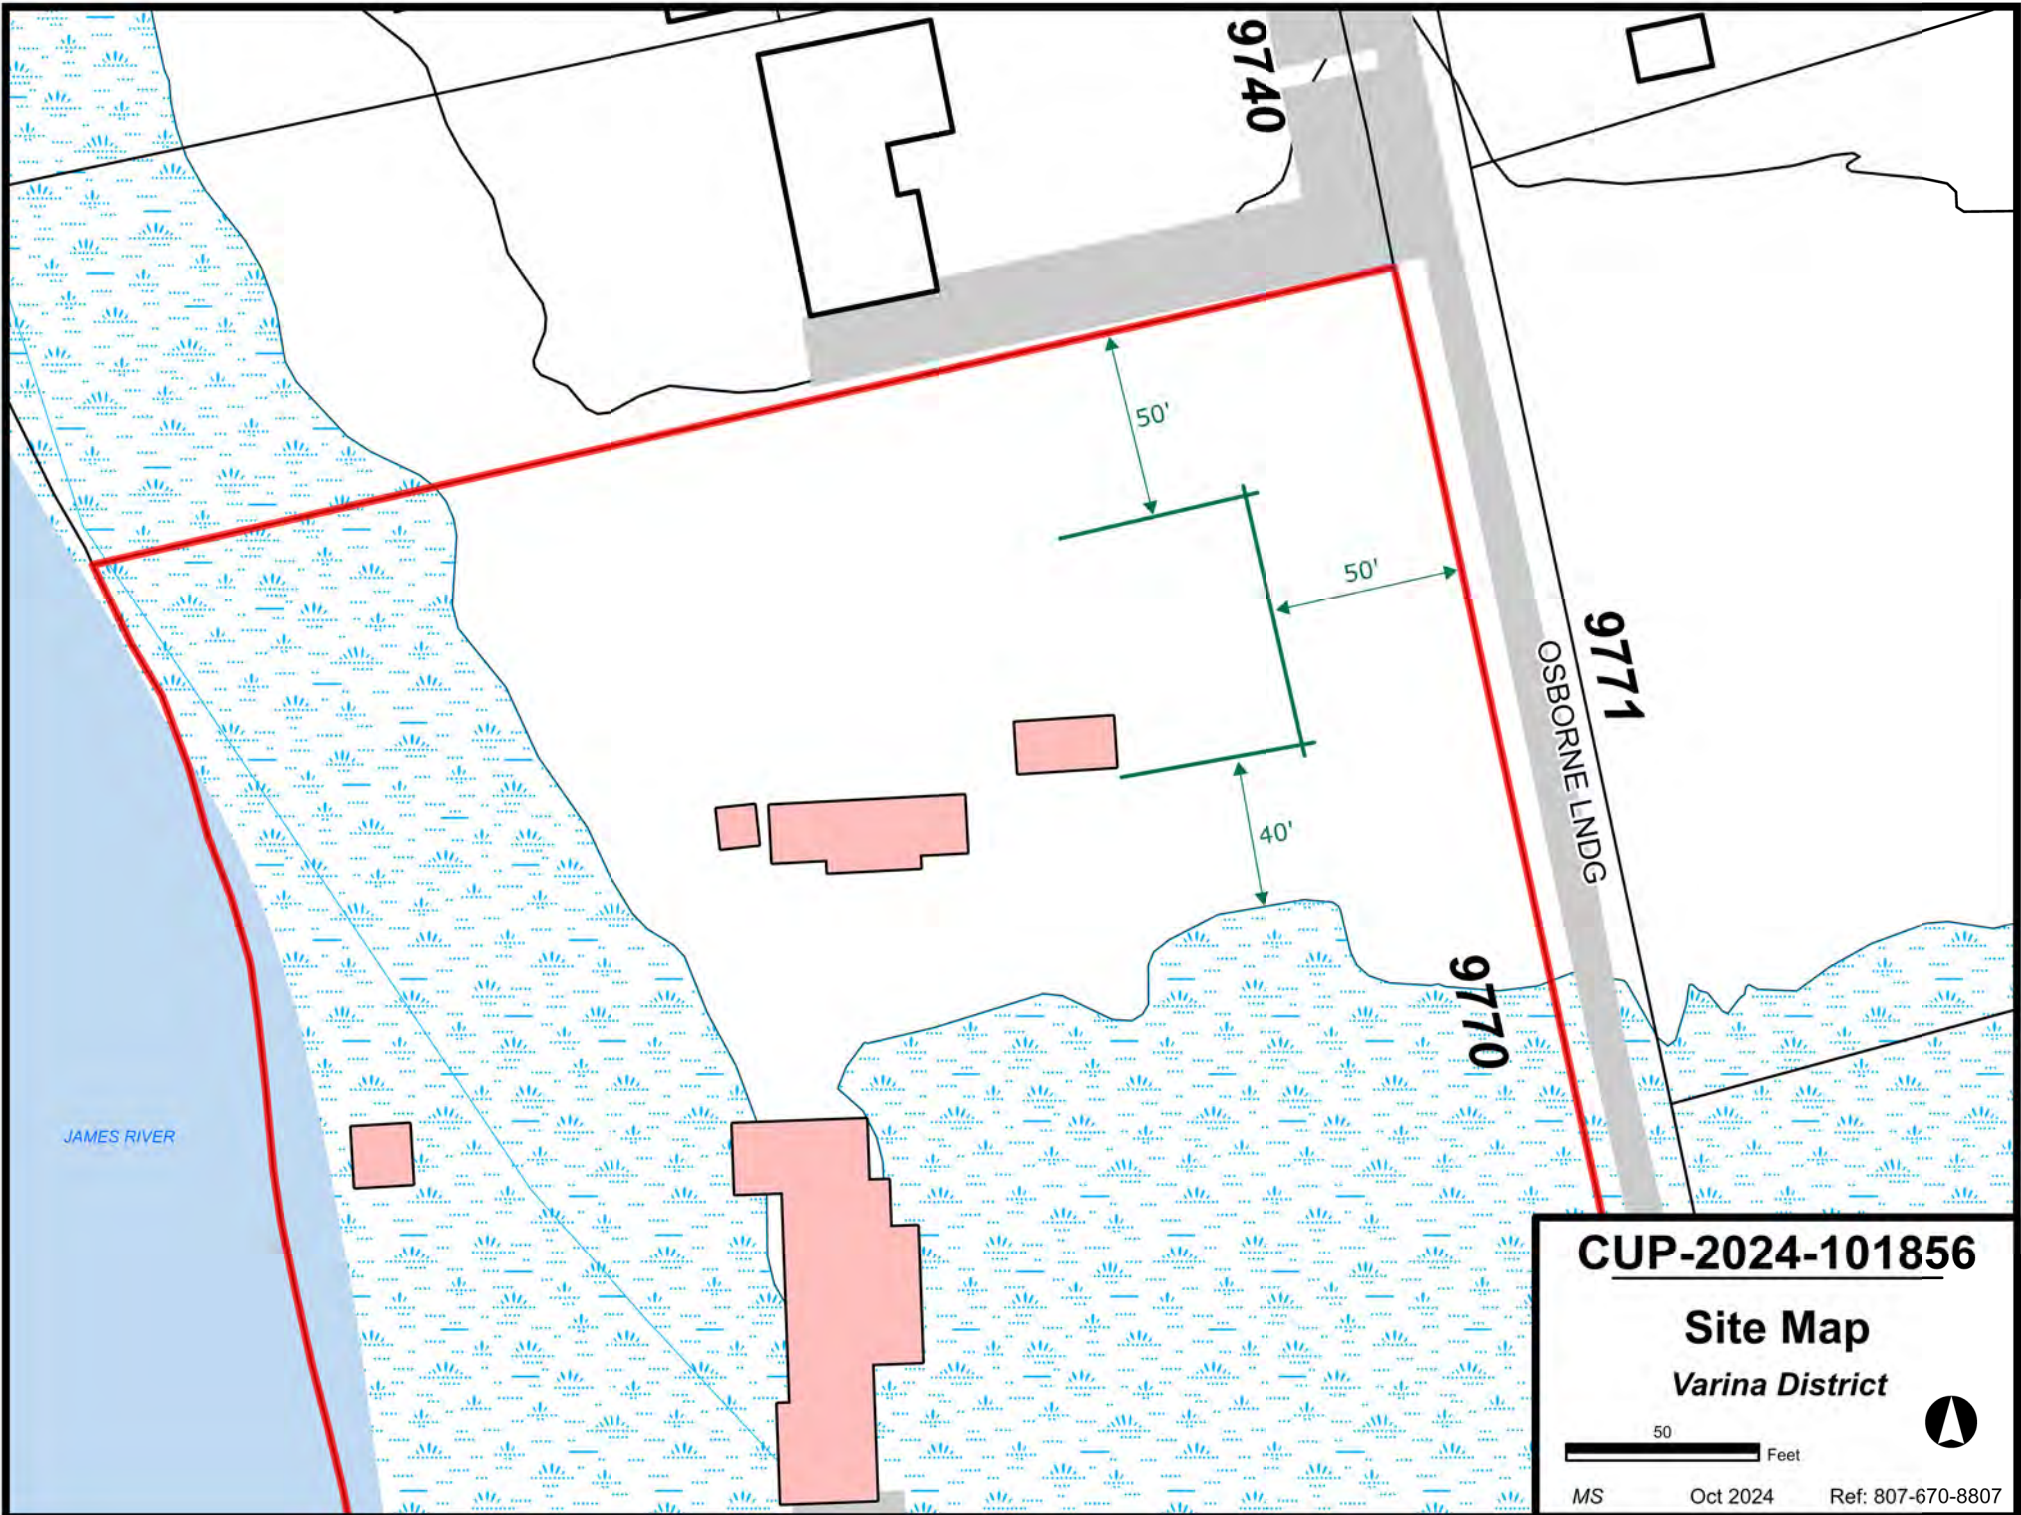 9740
50'
50'
9771
OSBORNE LNDG
40'
9770
JAMES RIVER
CUP-2024-101856
Site Map
Varina District
50
Feet
MS Oct 2024 Ref: 807-670-8807